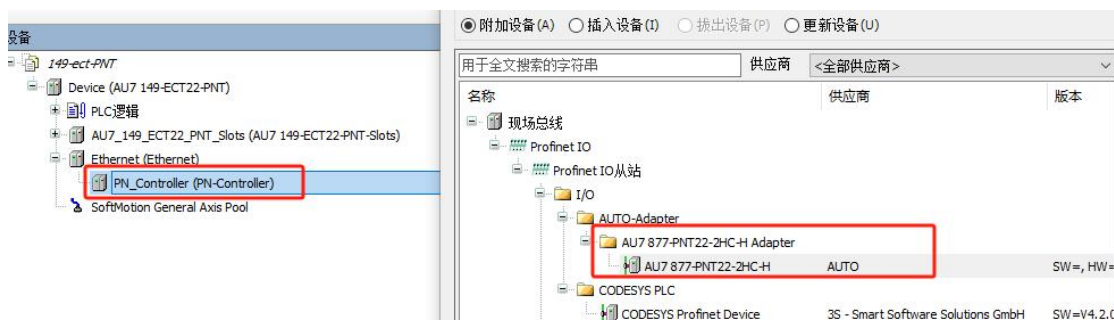 设备
149-ect-PNT
Device (AU7 149-ECT22-PNT)
PLC逻辑
AU7_149_ECT22_PNT_Slots (AU7 149-ECT22-PNT-Slots)
Ethernet (Ethernet)
PN_Controller (PN-Controller)
SoftMotion General Axis Pool
附加设备(A) 插入设备(I) 拔出设备(P) 更新设备(U)
用于全文搜索的字符串 供应商 <全部供应商>
名称 供应商 版本
现场总线
Profinet IO
Profinet IO从站
I/O
AUTO-Adapter
AU7 877-PNT22-2HC-H Adapter
AU7 877-PNT22-2HC-H AUTO SW=, HW=
CODESYS PLC
CODESYS Profinet Device 3S - Smart Software Solutions GmbH SW=V4.2.0